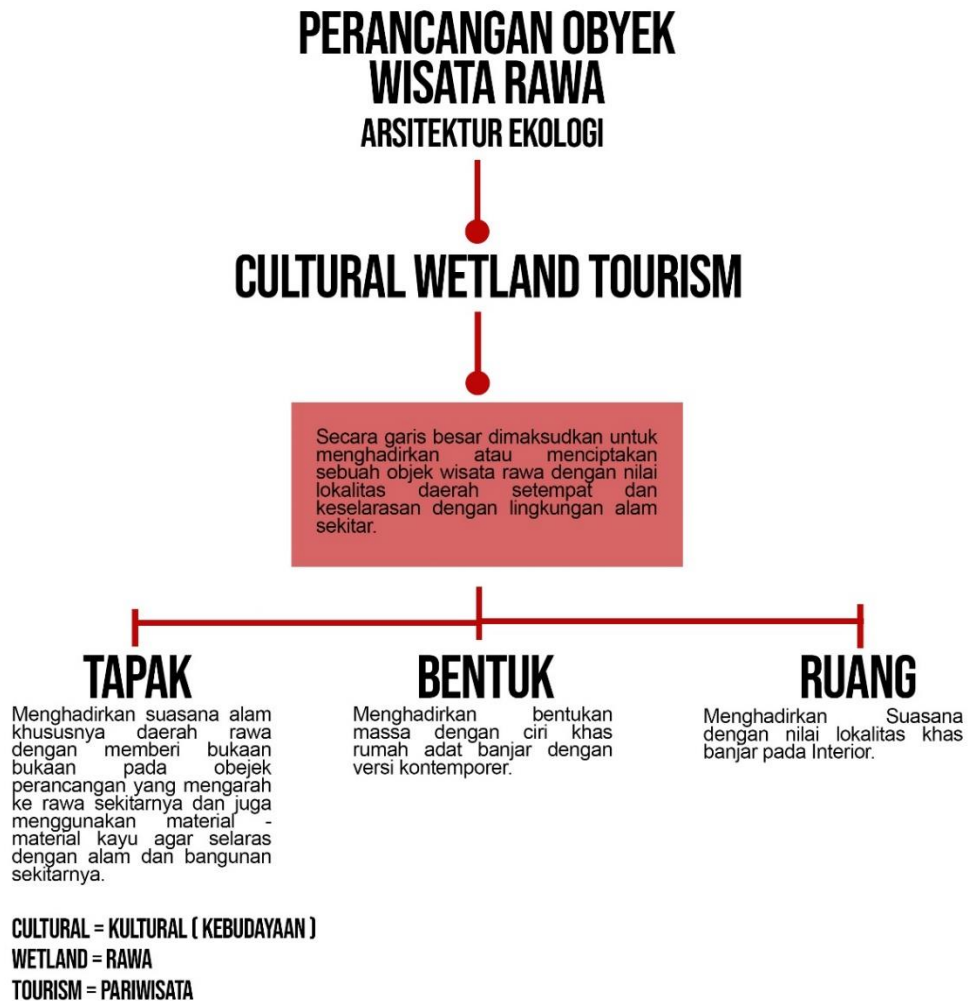 PERANCANGAN OBYEK
WISATA RAWA
ARSITEKTUR EKOLOGI
CULTURAL WETLAND TOURISM
Secara garis besar dimaksudkan untuk
menghadirkan atau menciptakan
sebuah objek wisata rawa dengan nilai
lokalitas daerah setempat dan
keselarasan dengan lingkungan alam
sekitar.
TAPAK
Menghadirkan suasana alam
khususnya daerah rawa
dengan memberi bukaan
bukaan pada obejek
perancangan yang mengarah
ke rawa sekitarnya dan juga
menggunakan material -
material kayu agar selaras
dengan alam dan bangunan
sekitarnya.
BENTUK
Menghadirkan bentukan
massa dengan ciri khas
rumah adat banjar dengan
versi kontemporer.
RUANG
Menghadirkan Suasana
dengan nilai lokalitas khas
banjar pada Interior.
CULTURAL = KULTURAL ( KEBUDAYAAN )
WETLAND = RAWA
TOURISM = PARIWISATA